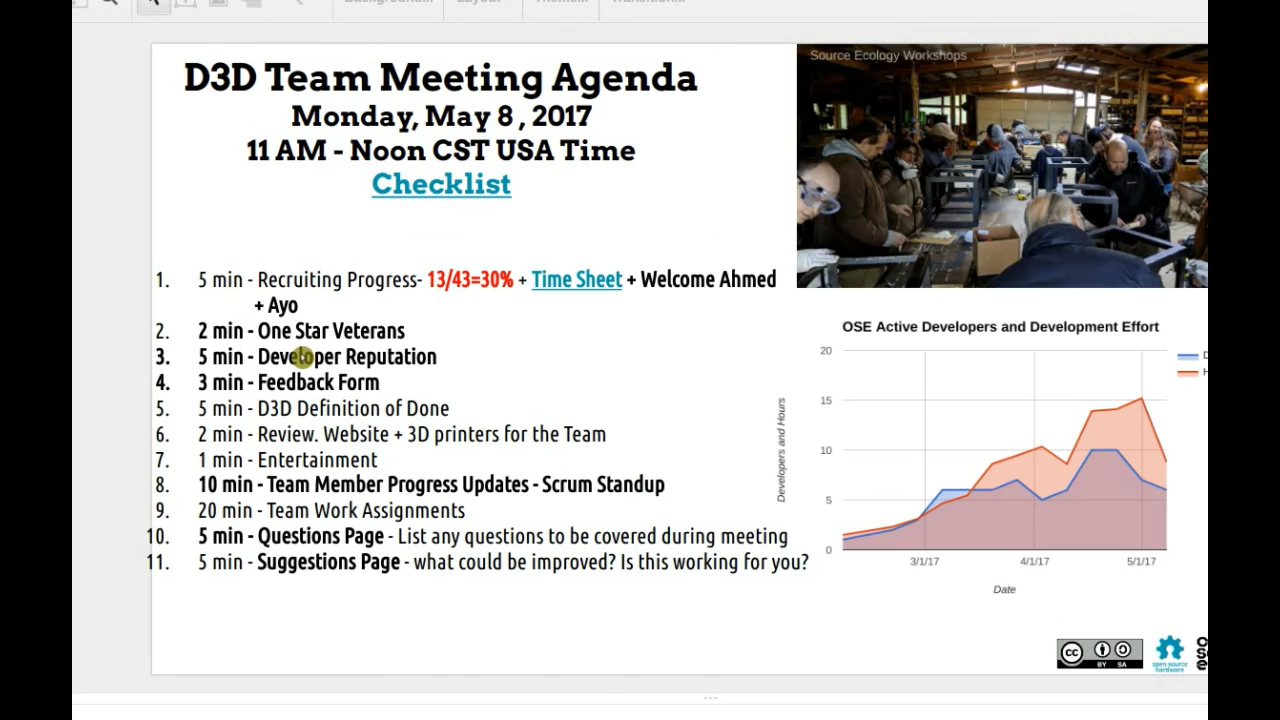 D3D Team Meeting Agenda
Monday, May 8 , 2017
11 AM - Noon CST USA Time
Checklist
1. 5 min - Recruiting Progress- 13/43=30% + Time Sheet + Welcome Ahmed
+ Ayo
2. 2 min - One Star Veterans
3. 5 min - Developer Reputation
4. 3 min - Feedback Form
5. 5 min - D3D Definition of Done
6. 2 min - Review. Website + 3D printers for the Team
7. 1 min - Entertainment
8. 10 min - Team Member Progress Updates - Scrum Standup
9. 20 min - Team Work Assignments
10. 5 min - Questions Page - List any questions to be covered during meeting
11. 5 min - Suggestions Page - what could be improved? Is this working for you?
Source Ecology Workshops
OSE Active Developers and Development Effort
Developers and Hours
20
15
10
5
0
3/1/17 4/1/17 5/1/17
Date
cc BY SA
open source
hardware